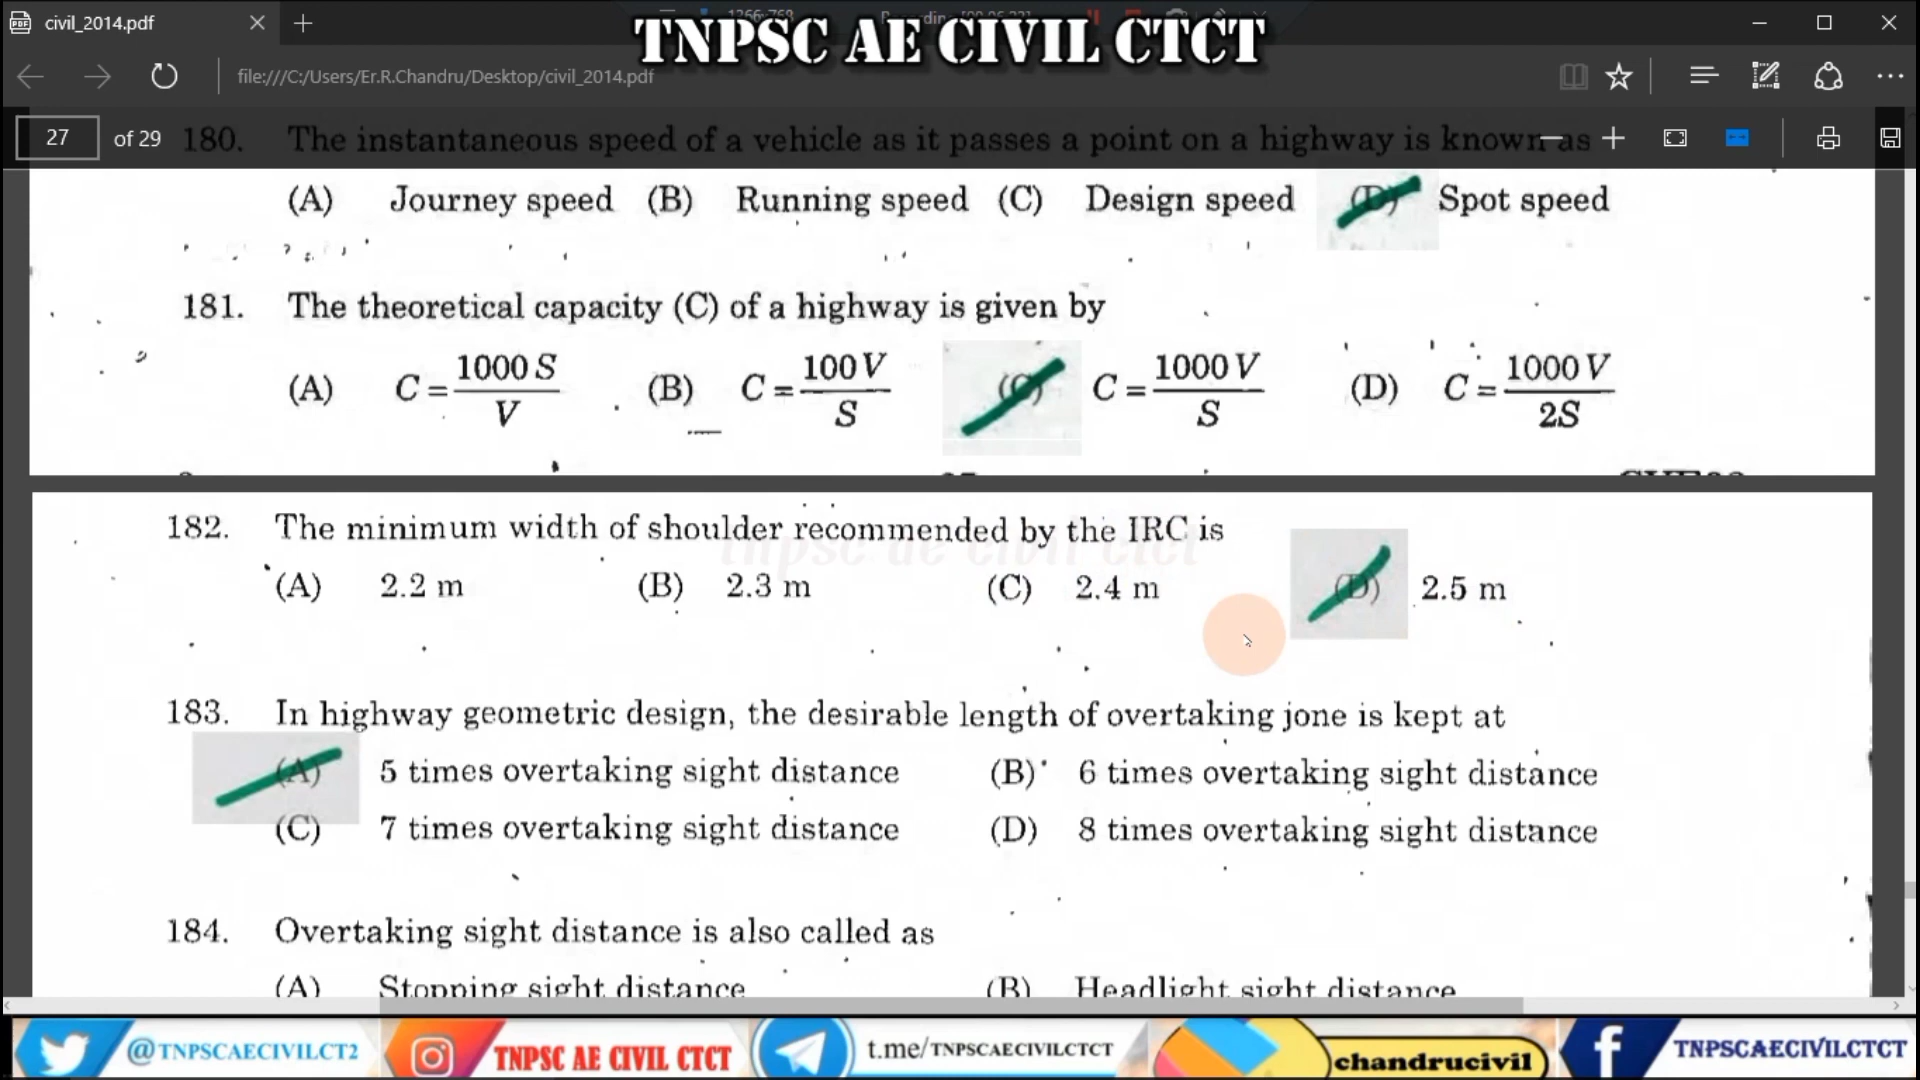 civil_2014.pdf
TNPSC AE CIVIL CTCT
file:///C:/Users/Er.R.Chandru/Desktop/civil_2014.pdf
27 of 29
180. The instantaneous speed of a vehicle as it passes a point on a highway is known as
(A) Journey speed (B) Running speed (C) Design speed (D) Spot speed
181. The theoretical capacity (C) of a highway is given by
(A) C = 1000 S / V (B) C = 100 V / S (C) C = 1000 V / S (D) C = 1000 V / 2S
182. The minimum width of shoulder recommended by the IRC is
tnpsc ae civil ctct
(A) 2.2 m (B) 2.3 m (C) 2.4 m (D) 2.5 m
183. In highway geometric design, the desirable length of overtaking jone is kept at
(A) 5 times overtaking sight distance (B) 6 times overtaking sight distance
(C) 7 times overtaking sight distance (D) 8 times overtaking sight distance
184. Overtaking sight distance is also called as
(A) Stopping sight distance (B) Headlight sight distance
@TNPSCAECIVILCT2 TNPSC AE CIVIL CTCT t.me/TNPSCAECIVILCTCT chandrucivil TNPSCAECIVILCTCT